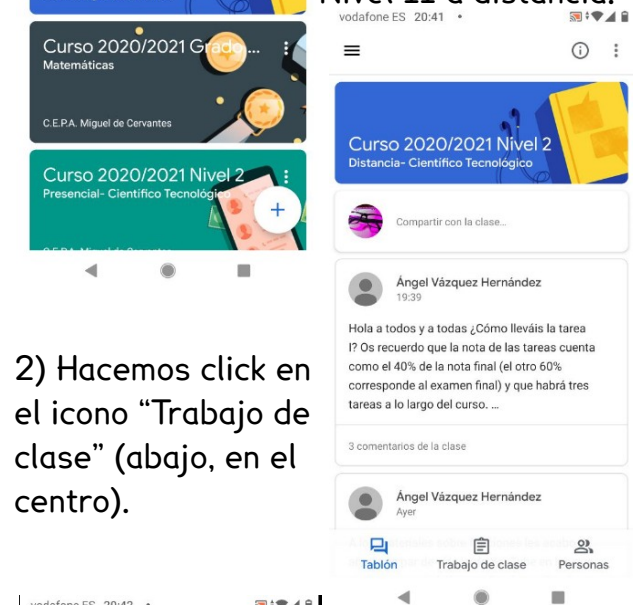 Nivel II a distancia.
Curso 2020/2021 Grado ...
Matemáticas
C.E.P.A. Miguel de Cervantes
Curso 2020/2021 Nivel 2
Presencial- Científico Tecnológico
C.E.P.A. Miguel de Cervantes
2) Hacemos click en
el icono “Trabajo de
clase” (abajo, en el
centro).
vodafone ES 20:42 •
vodafone ES 20:41 •
Curso 2020/2021 Nivel 2
Distancia- Científico Tecnológico
Compartir con la clase...
Ángel Vázquez Hernández
19:39
Hola a todos y a todas ¿Cómo lleváis la tarea
I? Os recuerdo que la nota de las tareas cuenta
como el 40% de la nota final (el otro 60%
corresponde al examen final) y que habrá tres
tareas a lo largo del curso. ...
3 comentarios de la clase
Ángel Vázquez Hernández
Ayer
Tablón Trabajo de clase Personas